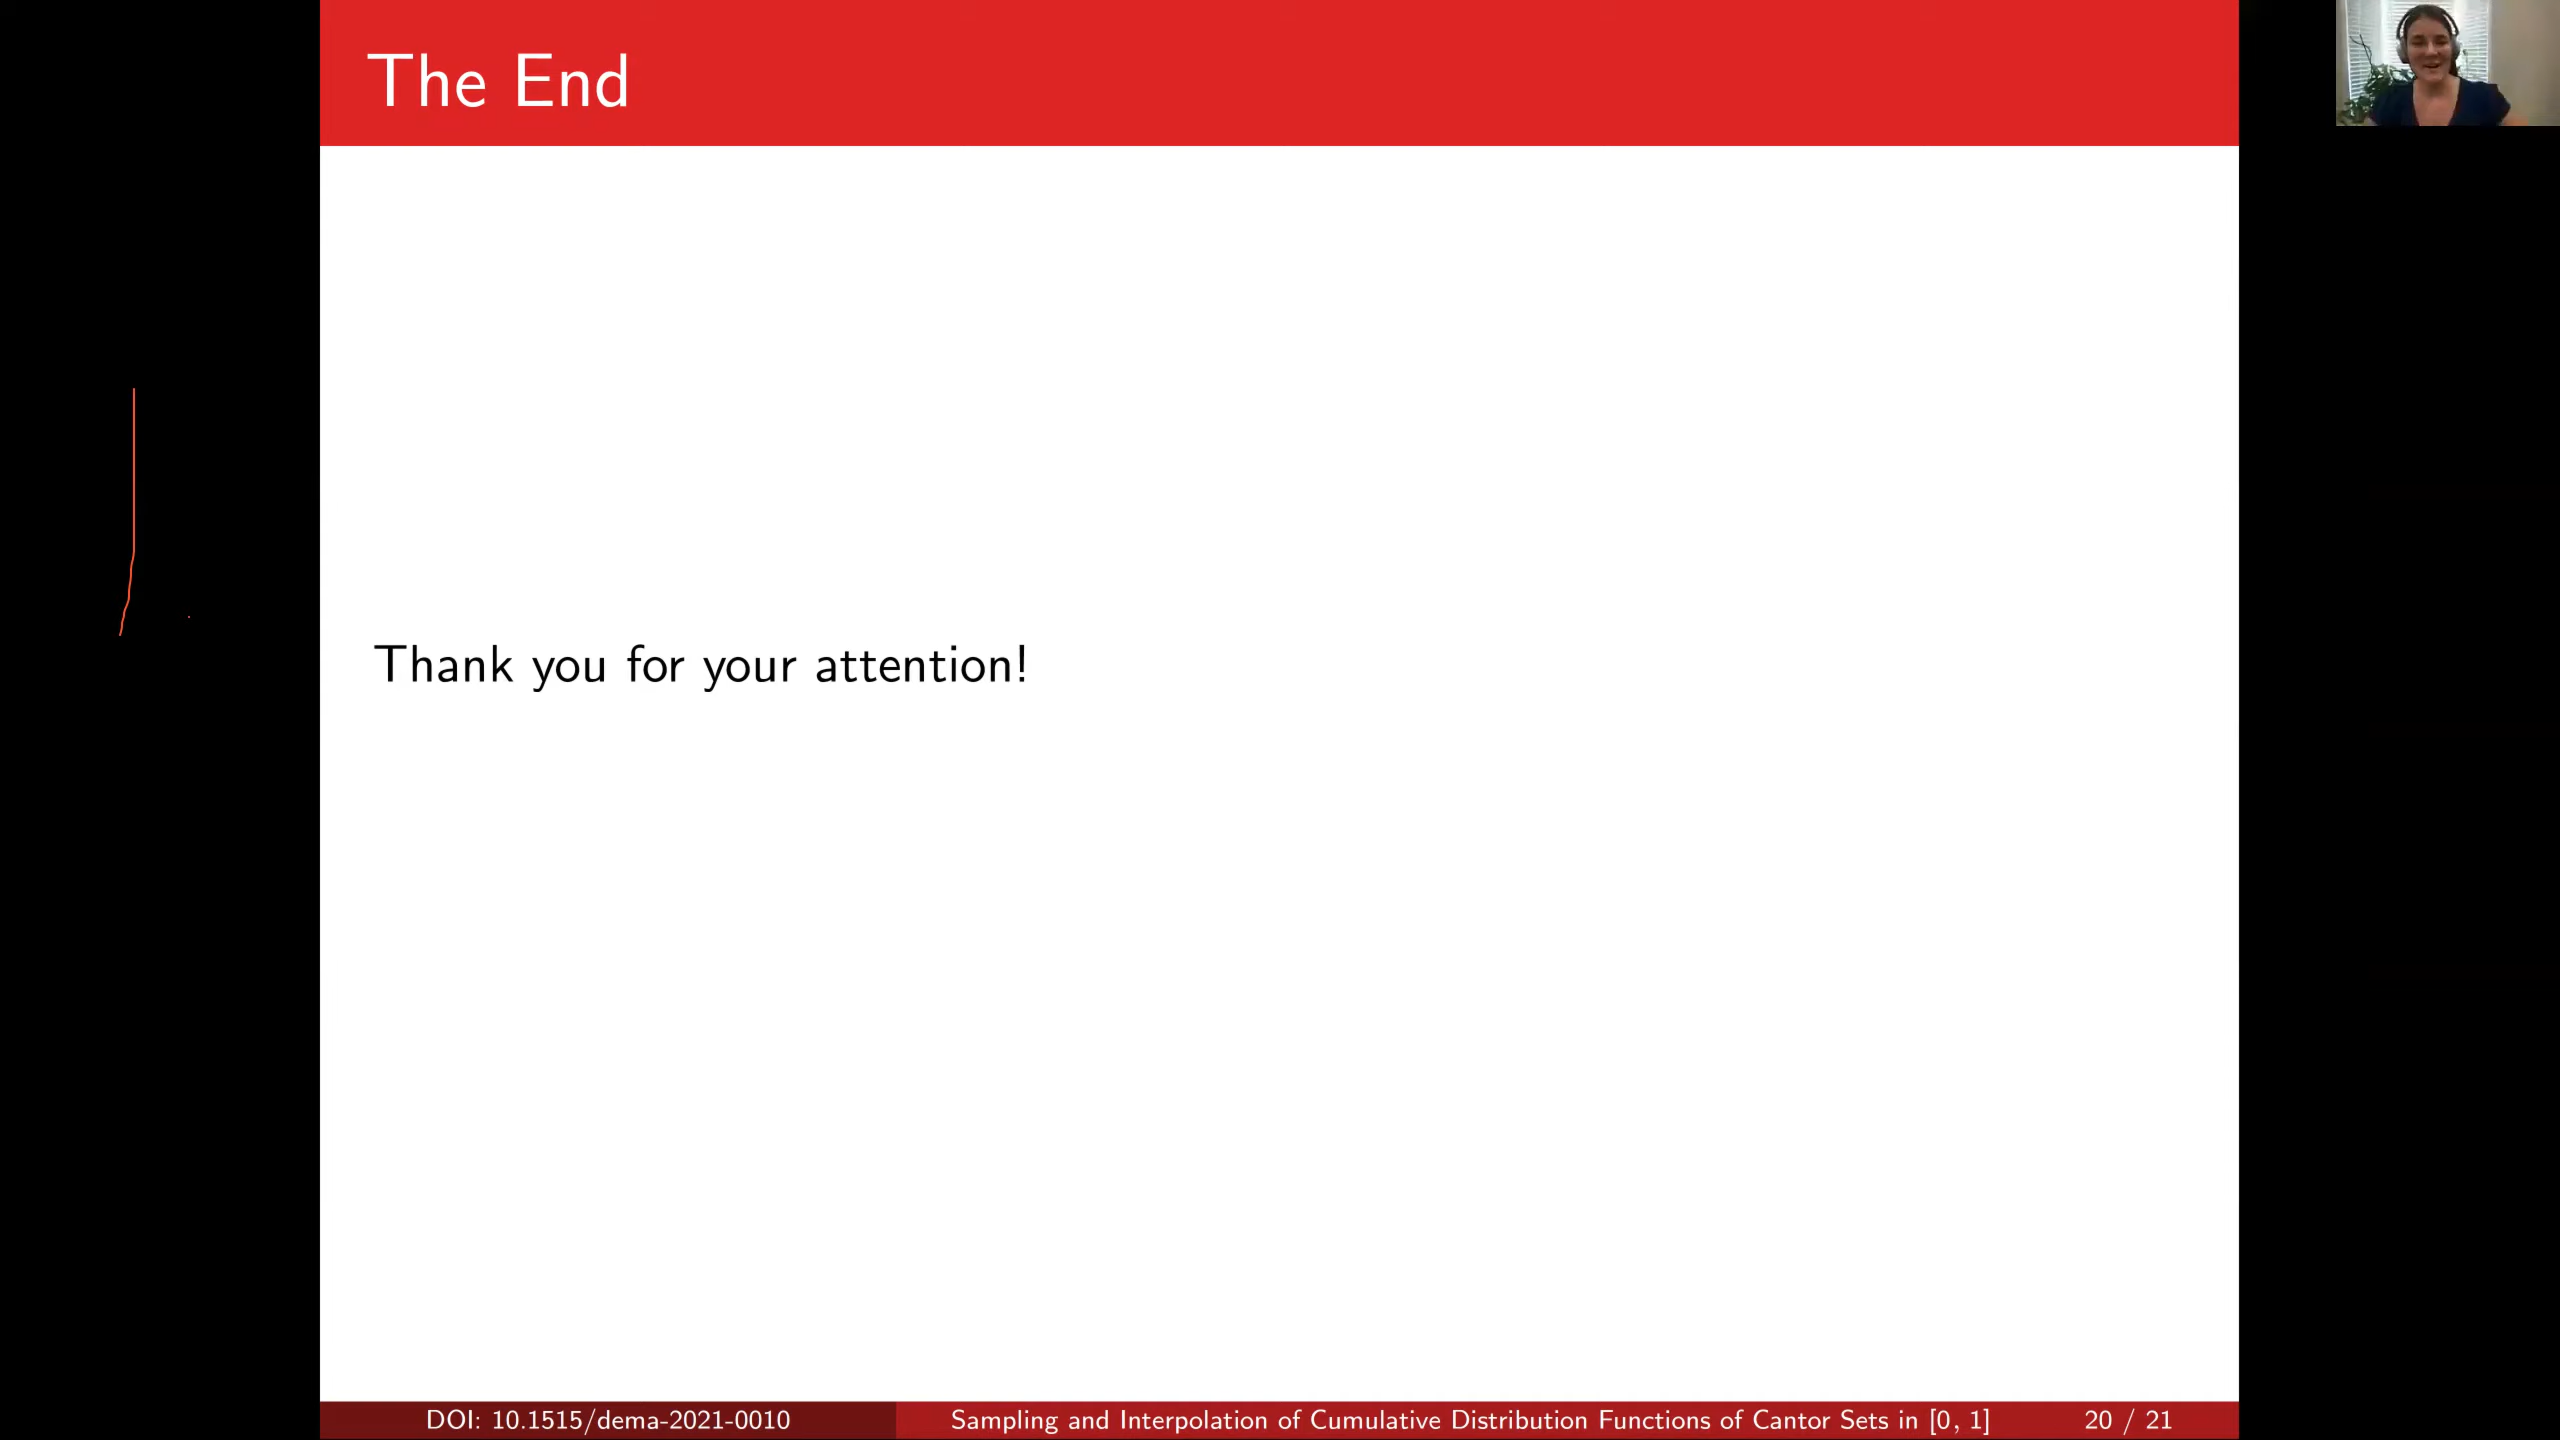 The End
Thank you for your attention!
DOI: 10.1515/dema-2021-0010
Sampling and Interpolation of Cumulative Distribution Functions of Cantor Sets in [0, 1]
20 / 21